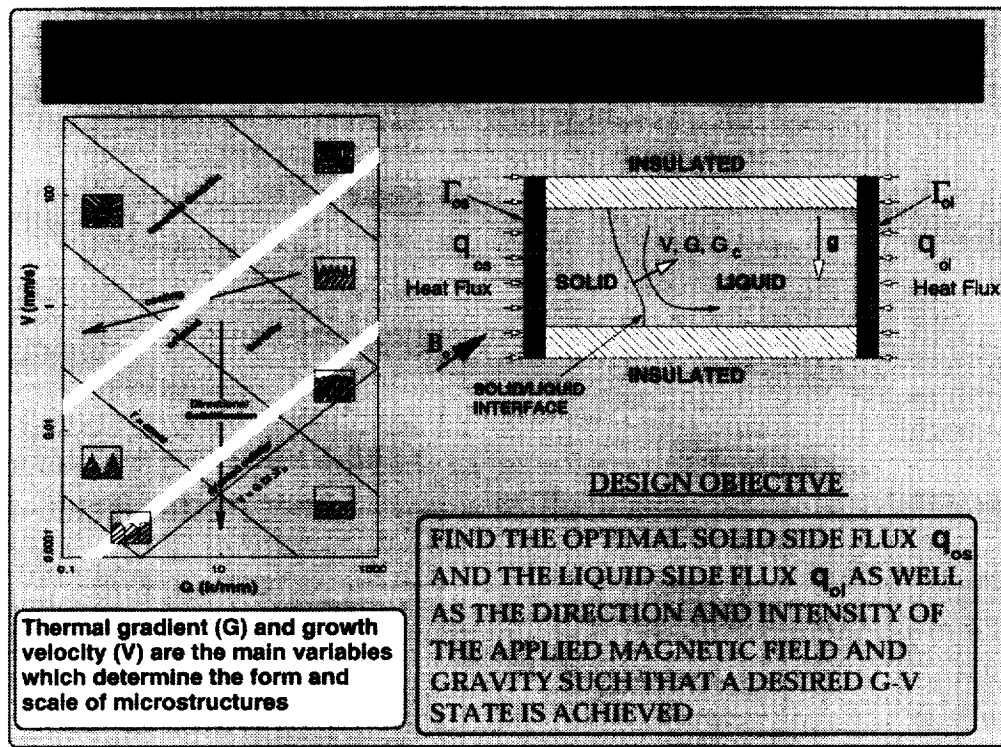 100
1
0.01
0.0001
V (mm/s)
0.1
10
1000
G (k/mm)
Directional
Solidification
Thermal gradient (G) and growth
velocity (V) are the main variables
which determine the form and
scale of microstructures
INSULATED
Γos
Γol
qos
Heat Flux
V, G, Gc
SOLID
LIQUID
g
qol
Heat Flux
Bo
INSULATED
SOLID/LIQUID
INTERFACE
DESIGN OBJECTIVE
FIND THE OPTIMAL SOLID SIDE FLUX qos
AND THE LIQUID SIDE FLUX qol AS WELL
AS THE DIRECTION AND INTENSITY OF
THE APPLIED MAGNETIC FIELD AND
GRAVITY SUCH THAT A DESIRED G-V
STATE IS ACHIEVED